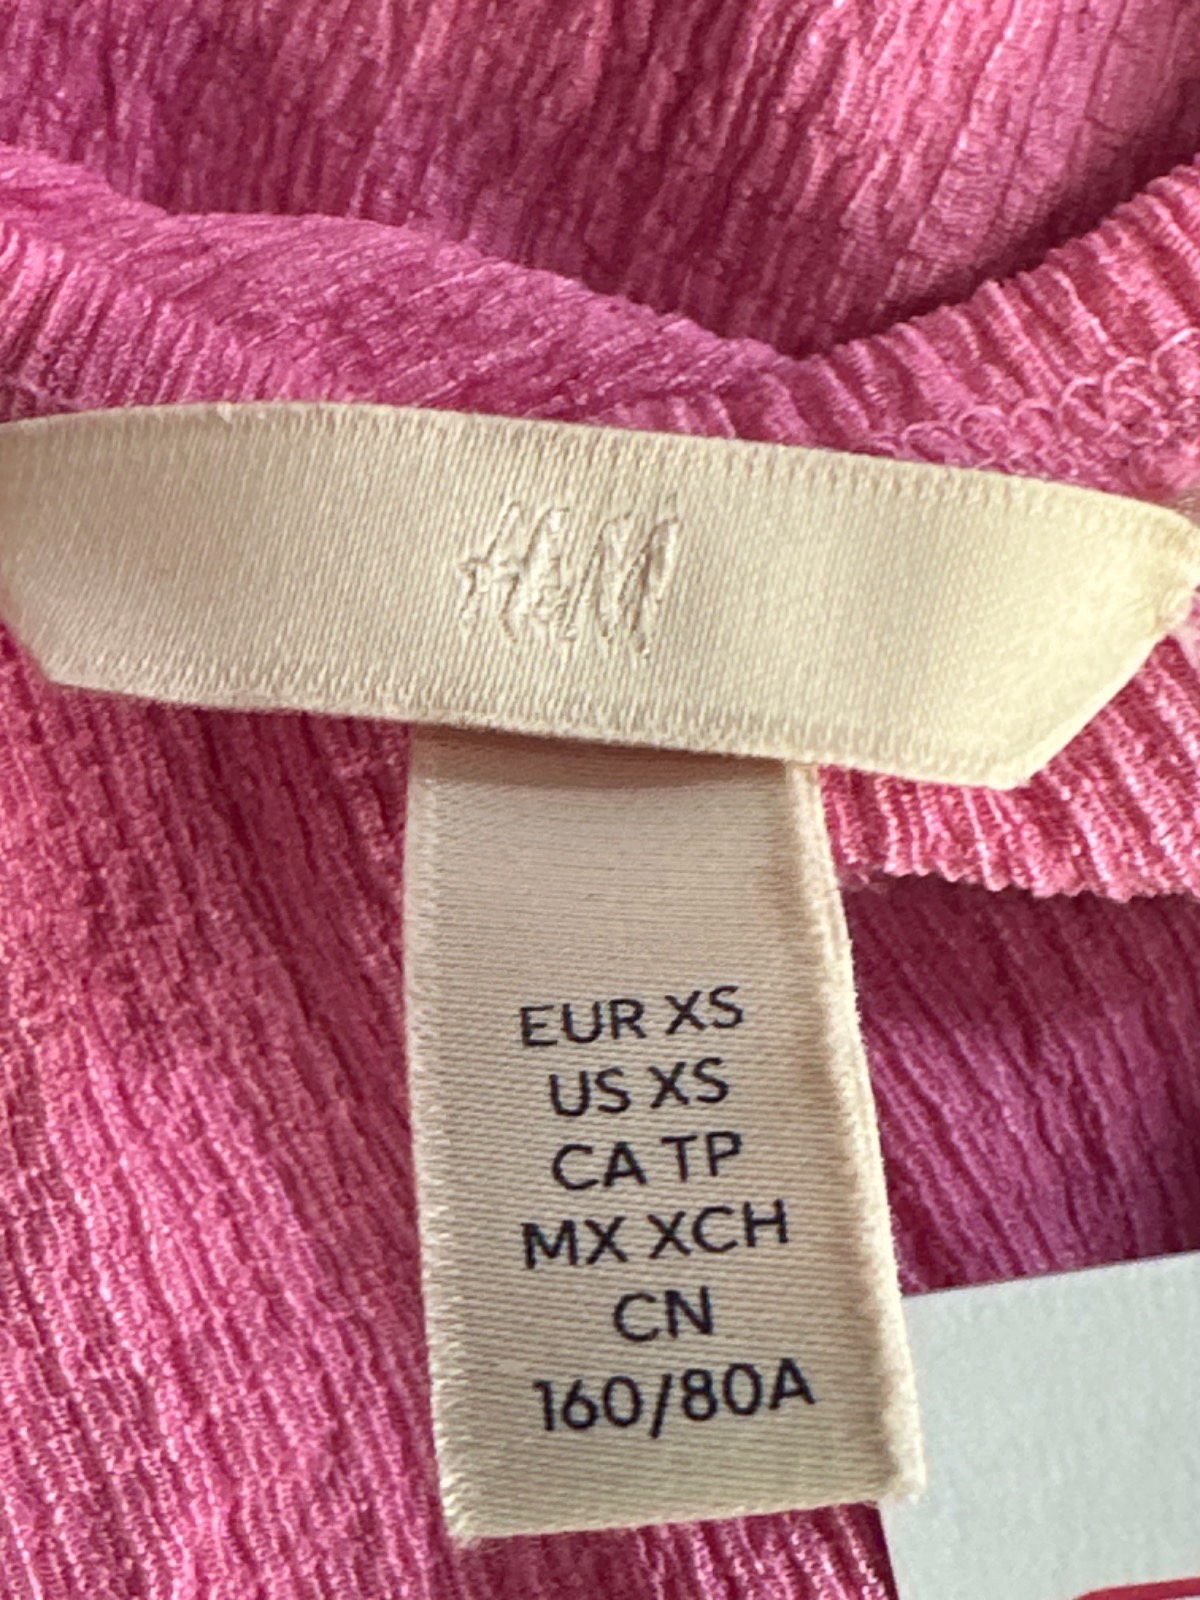 H&M
EUR XS
US XS
CA TP
MX XCH
CN
160/80A